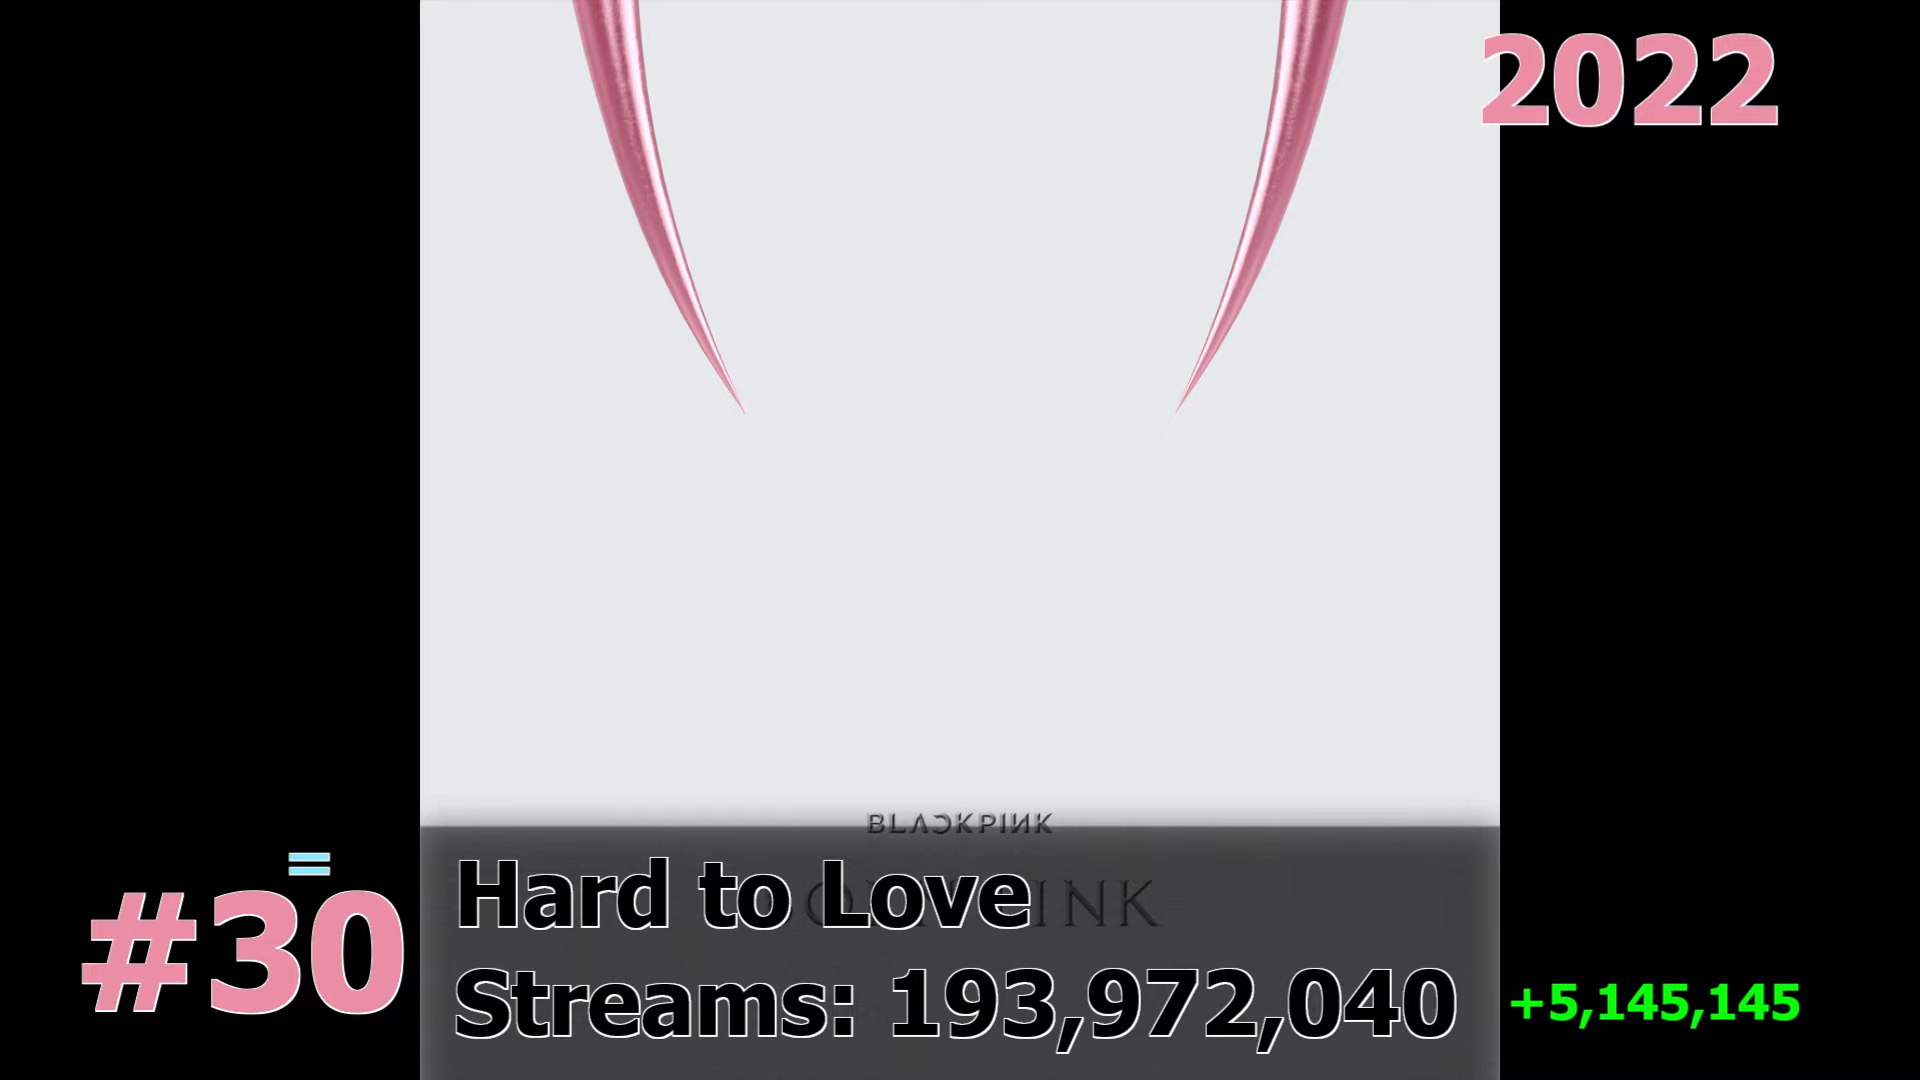 2022
BLACKPINK
=
#30
Hard to Love
Streams: 193,972,040
+5,145,145